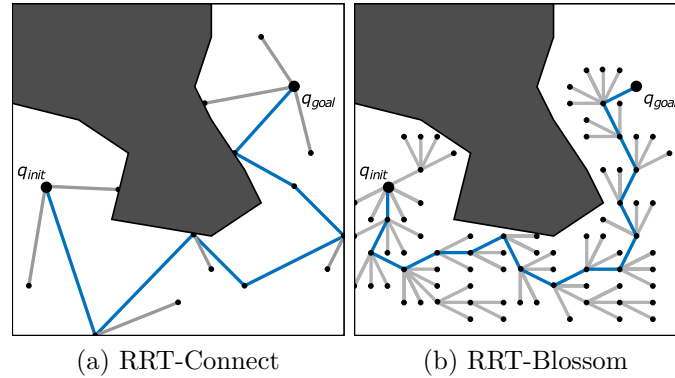 q_goal
q_init
(a) RRT-Connect
q_goal
q_init
(b) RRT-Blossom